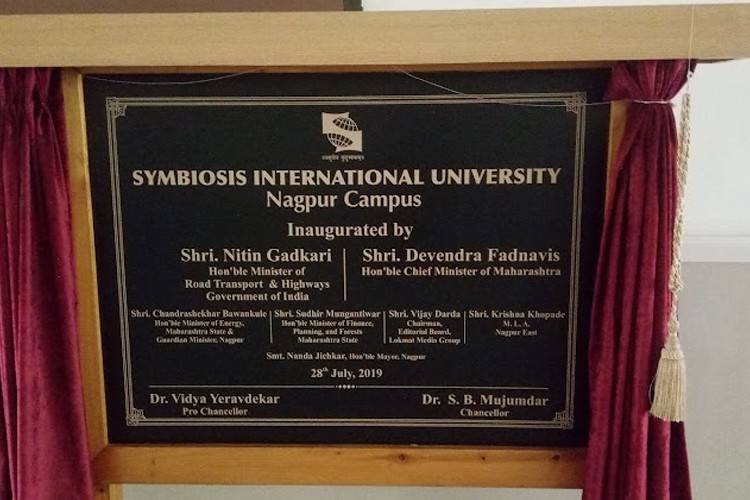 वसुधैव कुटुम्बकम्
SYMBIOSIS INTERNATIONAL UNIVERSITY
Nagpur Campus
Inaugurated by
Shri. Nitin Gadkari
Hon'ble Minister of
Road Transport & Highways
Government of India
Shri. Devendra Fadnavis
Hon'ble Chief Minister of Maharashtra
Shri. Chandrashekhar Bawankule
Hon'ble Minister of Energy,
Maharashtra State &
Guardian Minister, Nagpur
Shri. Sudhir Mungantiwar
Hon'ble Minister of Finance,
Planning, and Forests
Maharashtra State
Shri. Vijay Darda
Chairman,
Editorial Board,
Lokmat Media Group
Shri. Krishna Khopade
M. L. A.
Nagpur East
Smt. Nanda Jichkar, Hon'ble Mayor, Nagpur
28th July, 2019
Dr. Vidya Yeravdekar
Pro Chancellor
Dr. S. B. Mujumdar
Chancellor